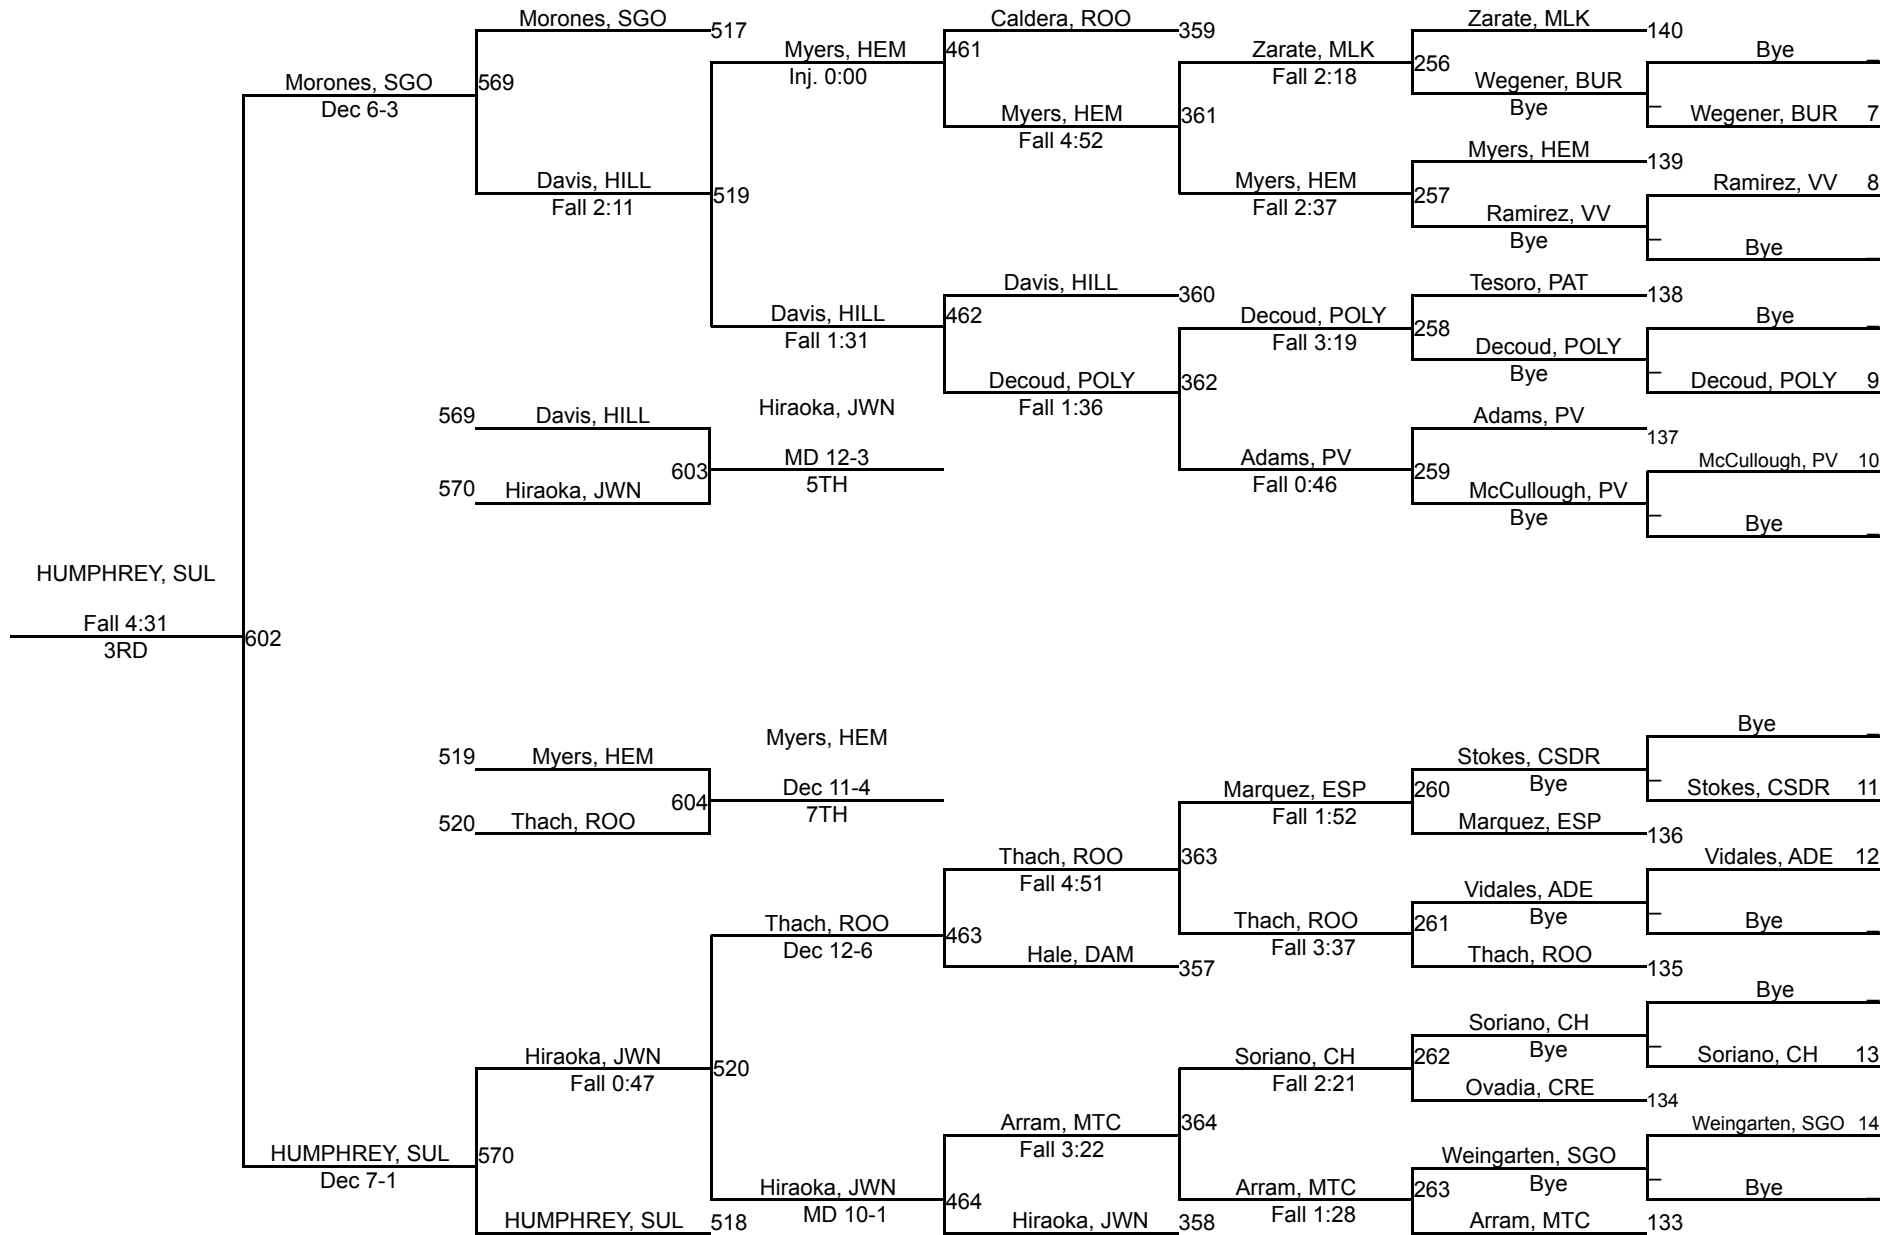 Morones, SGO
517
Caldera, ROO
359
Zarate, MLK
140
Myers, HEM
461
Zarate, MLK
256
Bye
_
Inj. 0:00
Fall 2:18
Wegener, BUR
Bye
_
Wegener, BUR 7
Morones, SGO
569
Dec 6-3
Myers, HEM
361
Fall 4:52
Myers, HEM
139
Davis, HILL
519
Fall 2:11
Myers, HEM
257
Fall 2:37
Ramirez, VV 8
Ramirez, VV
Bye
_
Bye
_
Davis, HILL
360
Tesoro, PAT
138
Davis, HILL
462
Fall 1:31
Decoud, POLY
258
Fall 3:19
Bye
_
Decoud, POLY
Bye
_
Decoud, POLY 9
Decoud, POLY
362
Fall 1:36
569
Davis, HILL
Hiraoka, JWN
Adams, PV
137
603
MD 12-3
5TH
Adams, PV
259
Fall 0:46
McCullough, PV 10
570
Hiraoka, JWN
McCullough, PV
Bye
_
Bye
_
HUMPHREY, SUL
Fall 4:31
602
3RD
Bye
_
519
Myers, HEM
Myers, HEM
Stokes, CSDR
Bye
_
Stokes, CSDR 11
604
Dec 11-4
7TH
Marquez, ESP
260
Fall 1:52
520
Thach, ROO
Marquez, ESP
136
Thach, ROO
363
Fall 4:51
Vidales, ADE 12
Vidales, ADE
Bye
_
Bye
_
Thach, ROO
463
Dec 12-6
Thach, ROO
261
Fall 3:37
Hale, DAM
357
Thach, ROO
135
Bye
_
Soriano, CH
Bye
_
Soriano, CH 13
Hiraoka, JWN
520
Fall 0:47
Soriano, CH
262
Fall 2:21
Ovadia, CRE
134
Arram, MTC
364
Fall 3:22
Weingarten, SGO 14
HUMPHREY, SUL
570
Dec 7-1
Weingarten, SGO
Bye
_
Bye
_
Hiraoka, JWN
464
MD 10-1
Arram, MTC
263
Fall 1:28
HUMPHREY, SUL
518
Hiraoka, JWN
358
Arram, MTC
133